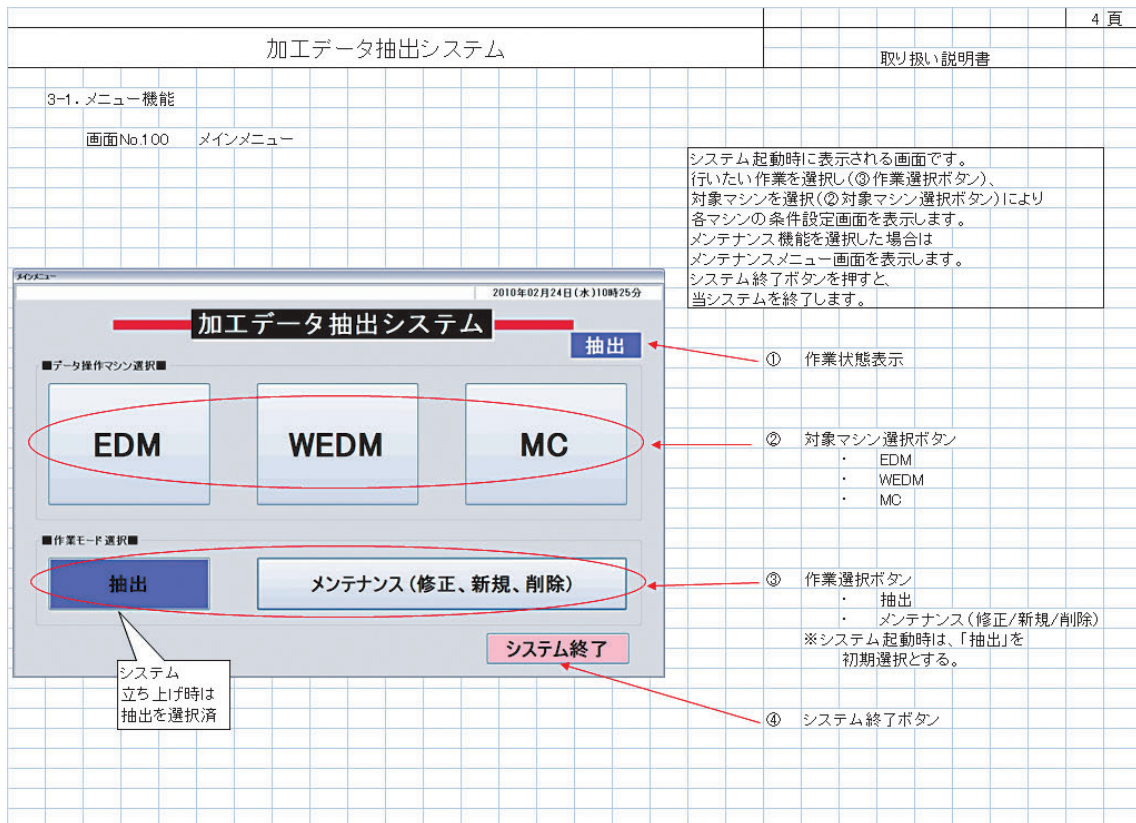 4 頁
加工データ抽出システム
取り扱い説明書
3-1．メニュー機能
画面No.100　メインメニュー
システム起動時に表示される画面です。
行いたい作業を選択し(③作業選択ボタン)、
対象マシンを選択(②対象マシン選択ボタン)により
各マシンの条件設定画面を表示します。
メンテナンス機能を選択した場合は
メンテナンスメニュー画面を表示します。
システム終了ボタンを押すと、
当システムを終了します。
メインメニュー
2010年02月24日(水)10時25分
加工データ抽出システム
抽出
■データ操作マシン選択■
EDM
WEDM
MC
■作業モード選択■
抽出
メンテナンス(修正、新規、削除)
システム終了
システム
立ち上げ時は
抽出を選択済
①　作業状態表示
②　対象マシン選択ボタン
・　EDM
・　WEDM
・　MC
③　作業選択ボタン
・　抽出
・　メンテナンス(修正/新規/削除)
※システム起動時は、「抽出」を
初期選択とする。
④　システム終了ボタン